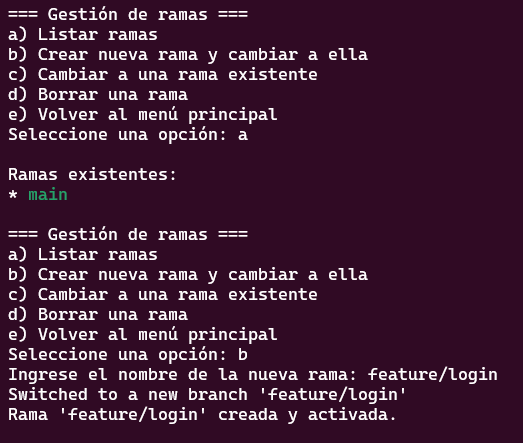 === Gestión de ramas ===
a) Listar ramas
b) Crear nueva rama y cambiar a ella
c) Cambiar a una rama existente
d) Borrar una rama
e) Volver al menú principal
Seleccione una opción: a
Ramas existentes:
* main
=== Gestión de ramas ===
a) Listar ramas
b) Crear nueva rama y cambiar a ella
c) Cambiar a una rama existente
d) Borrar una rama
e) Volver al menú principal
Seleccione una opción: b
Ingrese el nombre de la nueva rama: feature/login
Switched to a new branch 'feature/login'
Rama 'feature/login' creada y activada.